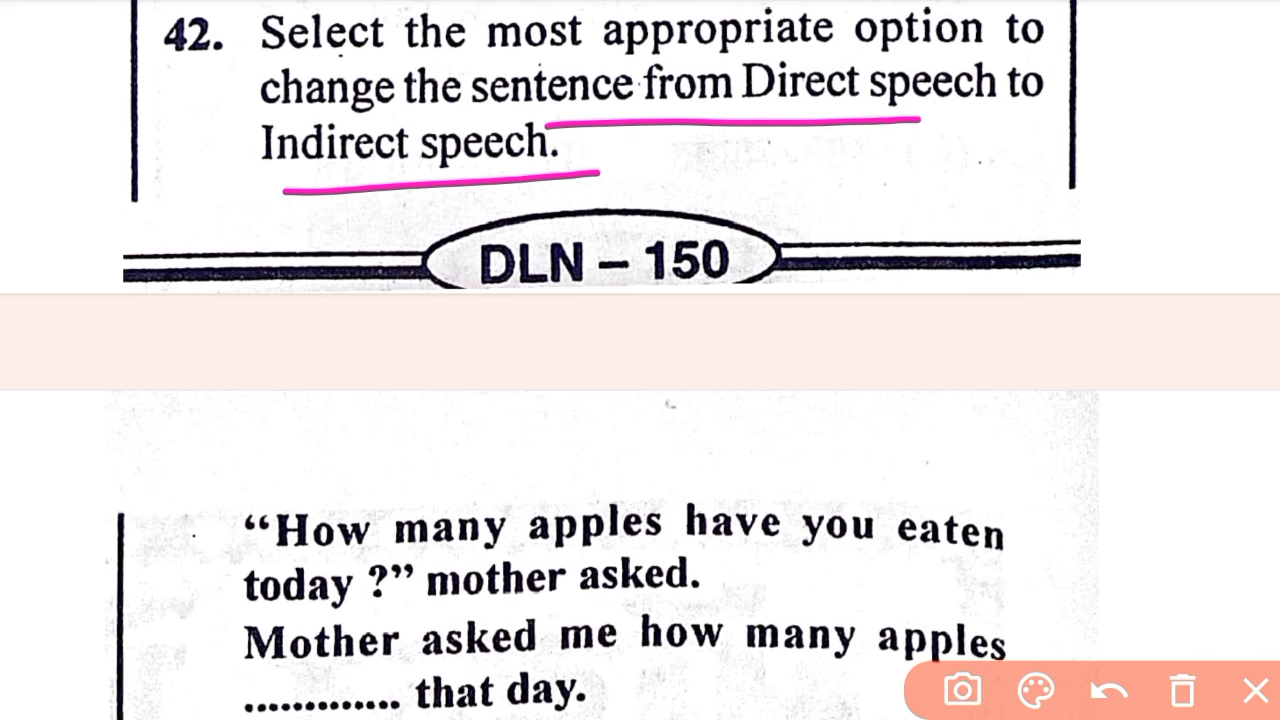 42. Select the most appropriate option to
change the sentence from Direct speech to
Indirect speech.
DLN – 150
“How many apples have you eaten
today ?” mother asked.
Mother asked me how many apples
............. that day.